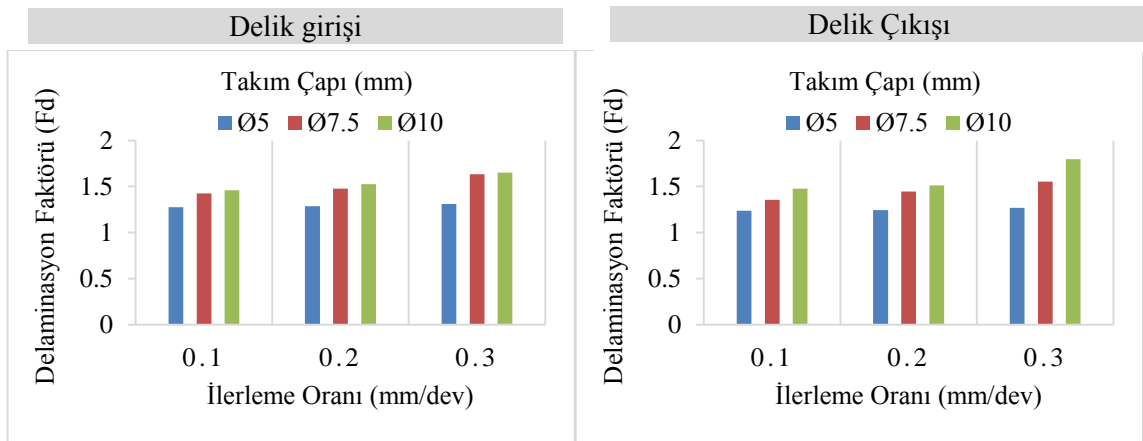 Delik girişi
Takım Çapı (mm)
Ø5 Ø7.5 Ø10
Delaminasyon Faktörü (Fd)
2
1.5
1
0.5
0
0.1 0.2 0.3
İlerleme Oranı (mm/dev)
Delik Çıkışı
Takım Çapı (mm)
Ø5 Ø7.5 Ø10
Delaminasyon Faktörü (Fd)
2
1.5
1
0.5
0
0.1 0.2 0.3
İlerleme Oranı (mm/dev)